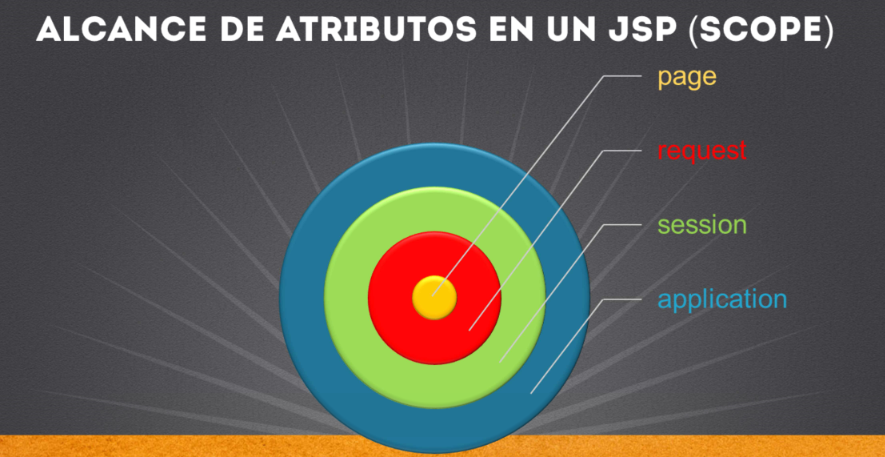 ALCANCE DE ATRIBUTOS EN UN JSP (SCOPE)
page
request
session
application